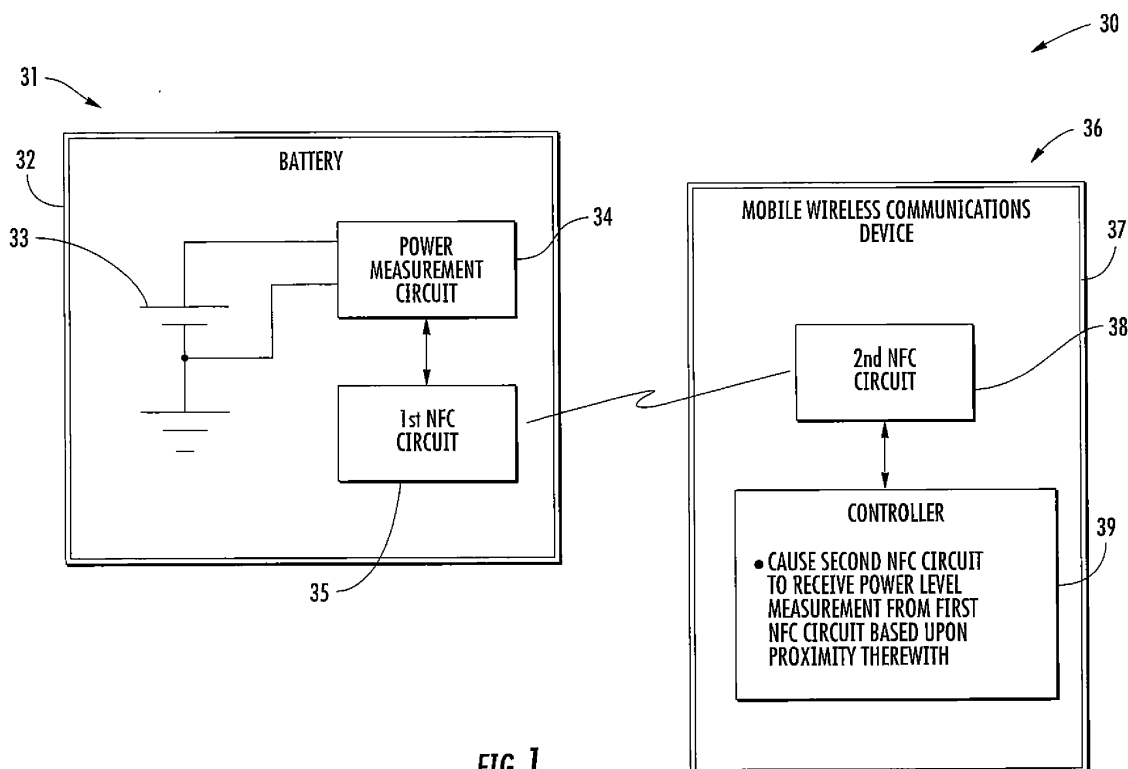 30
31
36
32
BATTERY
MOBILE WIRELESS COMMUNICATIONS
DEVICE
37
33
34
POWER
MEASUREMENT
CIRCUIT
38
2nd NFC
CIRCUIT
1st NFC
CIRCUIT
35
CONTROLLER
39
• CAUSE SECOND NFC CIRCUIT
TO RECEIVE POWER LEVEL
MEASUREMENT FROM FIRST
NFC CIRCUIT BASED UPON
PROXIMITY THEREWITH
FIG. 1